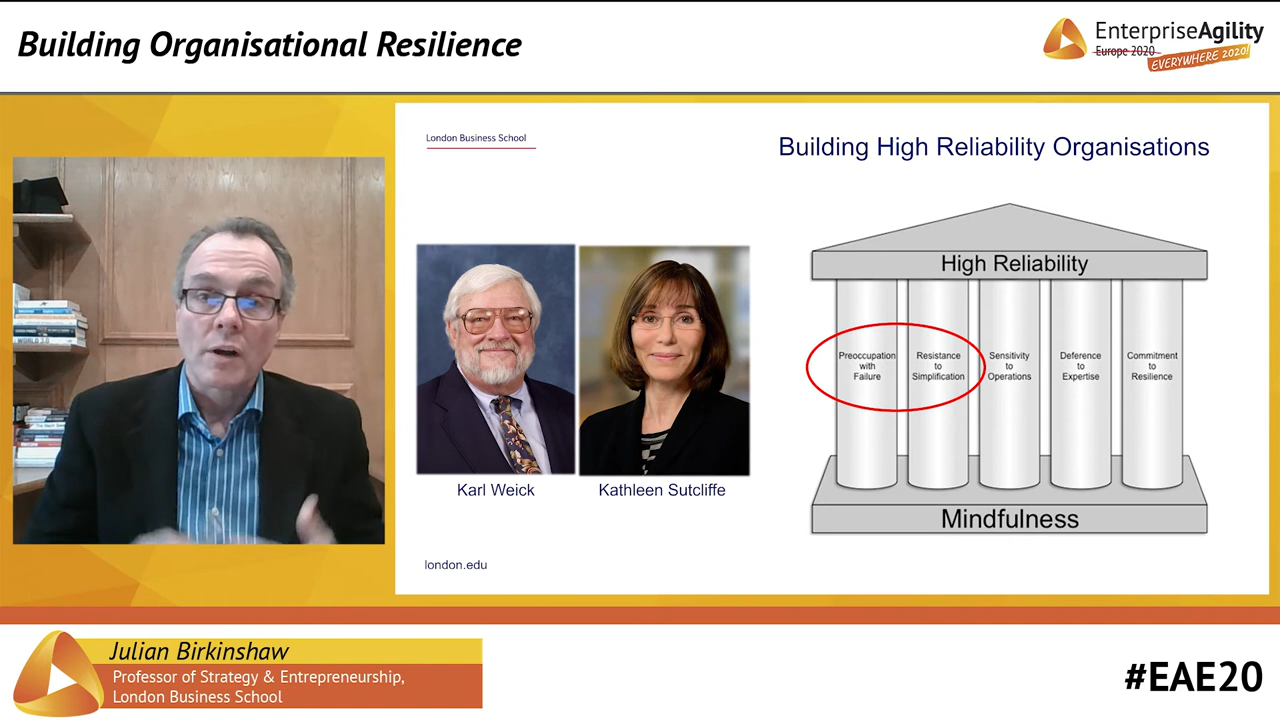 Building Organisational Resilience
EnterpriseAgility
Europe 2020
EVERYWHERE 2020!
London Business School
Building High Reliability Organisations
High Reliability
Preoccupation
with
Failure
Resistance
to
Simplification
Sensitivity
to
Operations
Deference
to
Expertise
Commitment
to
Resilience
Mindfulness
Karl Weick
Kathleen Sutcliffe
london.edu
Julian Birkinshaw
Professor of Strategy & Entrepreneurship,
London Business School
#EAE20